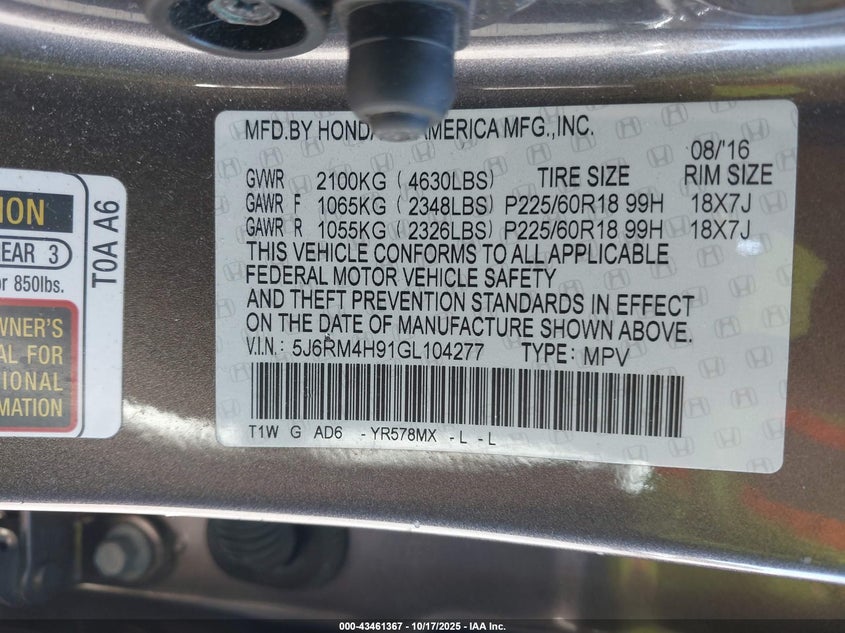 MFD.BY HONDA AMERICA MFG.,INC.
08/'16
GVWR 2100KG ( 4630LBS) TIRE SIZE RIM SIZE
GAWR F 1065KG ( 2348LBS) P225/60R18 99H 18X7J
GAWR R 1055KG ( 2326LBS) P225/60R18 99H 18X7J
THIS VEHICLE CONFORMS TO ALL APPLICABLE
FEDERAL MOTOR VEHICLE SAFETY
AND THEFT PREVENTION STANDARDS IN EFFECT
ON THE DATE OF MANUFACTURE SHOWN ABOVE.
V.I.N.: 5J6RM4H91GL104277 TYPE: MPV
T1W G AD6 -YR578MX -L -L
ION
EAR 3
or 850lbs.
WNER'S
AL FOR
IONAL
MATION
T0A A6
000-43461367 - 10/17/2025 - IAA Inc.